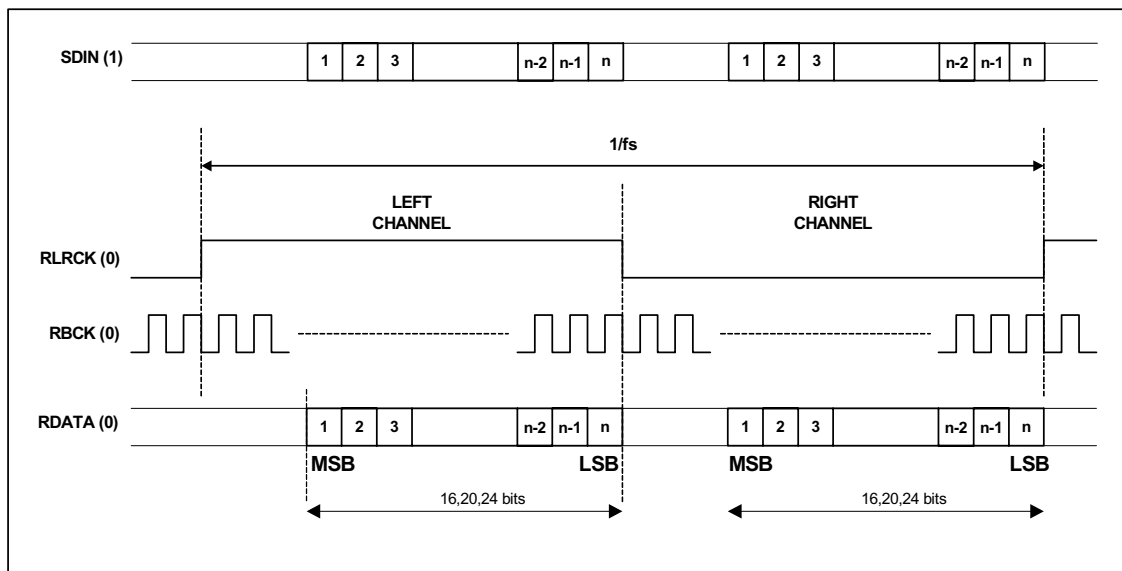 SDIN (1) 1 2 3 n-2 n-1 n 1 2 3 n-2 n-1 n
1/fs
LEFT
CHANNEL
RIGHT
CHANNEL
RLRCK (0)
RBCK (0)
RDATA (0) 1 2 3 n-2 n-1 n 1 2 3 n-2 n-1 n
MSB LSB MSB LSB
16,20,24 bits 16,20,24 bits